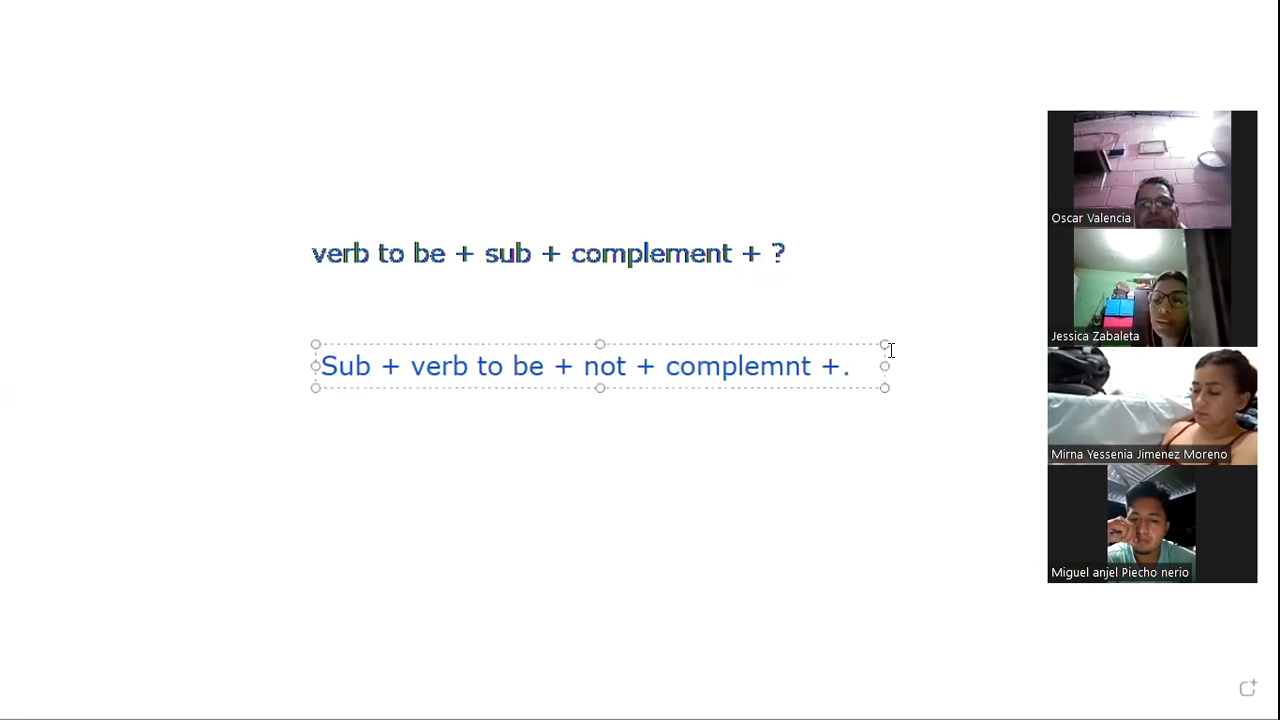 verb to be + sub + complement + ?
Sub + verb to be + not + complemnt +.
Oscar Valencia
Jessica Zabaleta
Mirna Yessenia Jimenez Moreno
Miguel anjel Piecho nerio